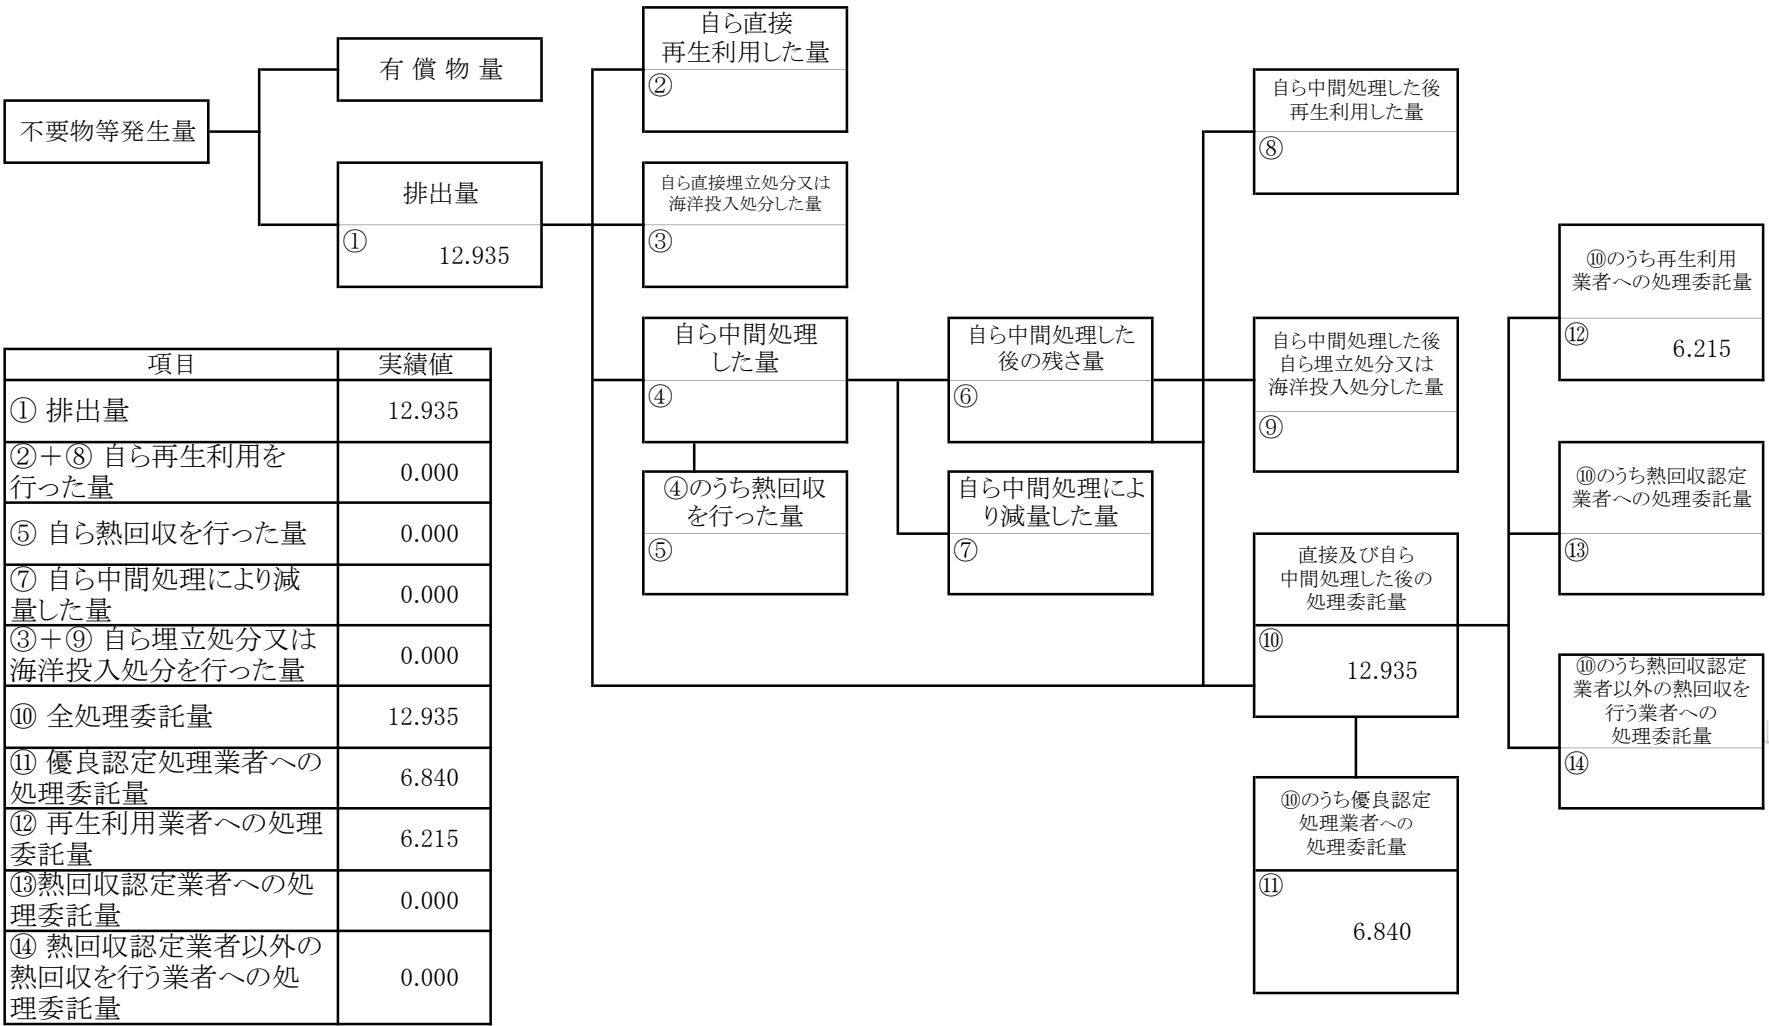 不要物等発生量
有 償 物 量
排出量
①
12.935
自ら直接
再生利用した量
②
自ら直接埋立処分又は
海洋投入処分した量
③
自ら中間処理
した量
④
④のうち熱回収
を行った量
⑤
自ら中間処理した
後の残さ量
⑥
自ら中間処理によ
り減量した量
⑦
自ら中間処理した後
再生利用した量
⑧
自ら中間処理した後
自ら埋立処分又は
海洋投入処分した量
⑨
直接及び自ら
中間処理した後の
処理委託量
⑩
12.935
⑩のうち優良認定
処理業者への
処理委託量
⑪
6.840
⑩のうち再生利用
業者への処理委託量
⑫
6.215
⑩のうち熱回収認定
業者への処理委託量
⑬
⑩のうち熱回収認定
業者以外の熱回収を
行う業者への
処理委託量
⑭
↓
項目 実績値
① 排出量 12.935
②＋⑧ 自ら再生利用を
行った量 0.000
⑤ 自ら熱回収を行った量 0.000
⑦ 自ら中間処理により減
量した量 0.000
③＋⑨ 自ら埋立処分又は
海洋投入処分を行った量 0.000
⑩ 全処理委託量 12.935
⑪ 優良認定処理業者への
処理委託量 6.840
⑫ 再生利用業者への処理
委託量 6.215
⑬熱回収認定業者への処
理委託量 0.000
⑭ 熱回収認定業者以外の
熱回収を行う業者への処
理委託量 0.000